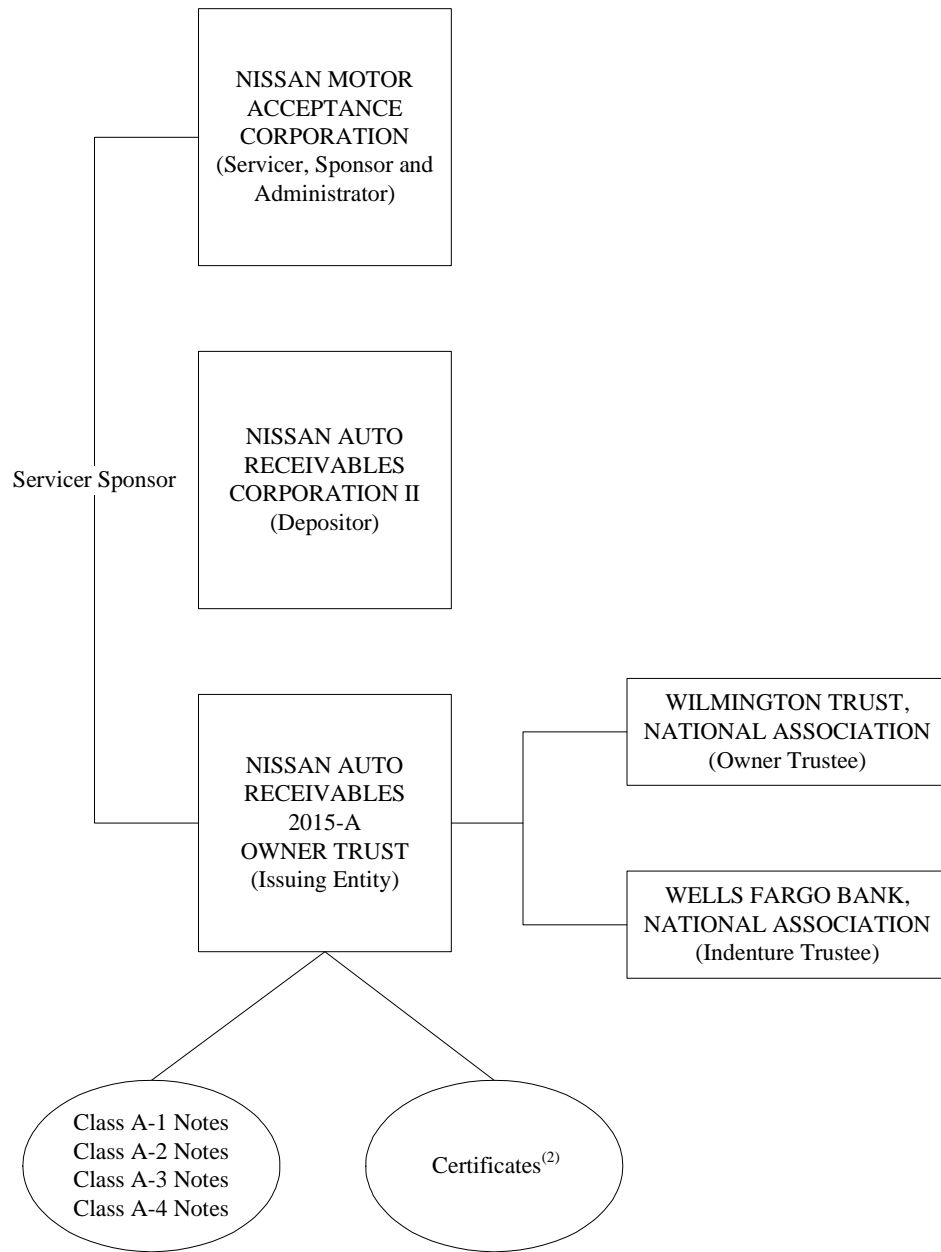 NISSAN MOTOR
ACCEPTANCE
CORPORATION
(Servicer, Sponsor and
Administrator)
Servicer Sponsor
NISSAN AUTO
RECEIVABLES
CORPORATION II
(Depositor)
NISSAN AUTO
RECEIVABLES
2015-A
OWNER TRUST
(Issuing Entity)
WILMINGTON TRUST,
NATIONAL ASSOCIATION
(Owner Trustee)
WELLS FARGO BANK,
NATIONAL ASSOCIATION
(Indenture Trustee)
Class A-1 Notes
Class A-2 Notes
Class A-3 Notes
Class A-4 Notes
Certificates(2)